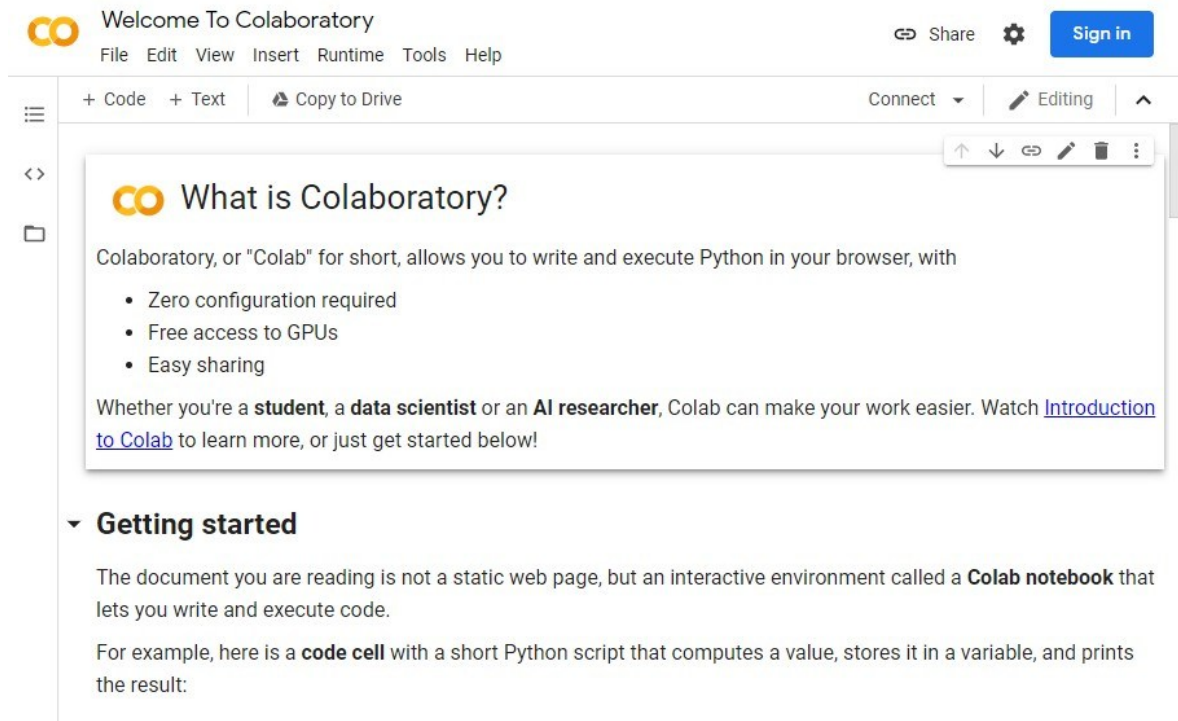 Welcome To Colaboratory
File Edit View Insert Runtime Tools Help
Share
Sign in
+ Code + Text Copy to Drive
Connect
Editing
CO What is Colaboratory?
Colaboratory, or "Colab" for short, allows you to write and execute Python in your browser, with
• Zero configuration required
• Free access to GPUs
• Easy sharing
Whether you're a student, a data scientist or an AI researcher, Colab can make your work easier. Watch Introduction
to Colab to learn more, or just get started below!
Getting started
The document you are reading is not a static web page, but an interactive environment called a Colab notebook that
lets you write and execute code.
For example, here is a code cell with a short Python script that computes a value, stores it in a variable, and prints
the result: